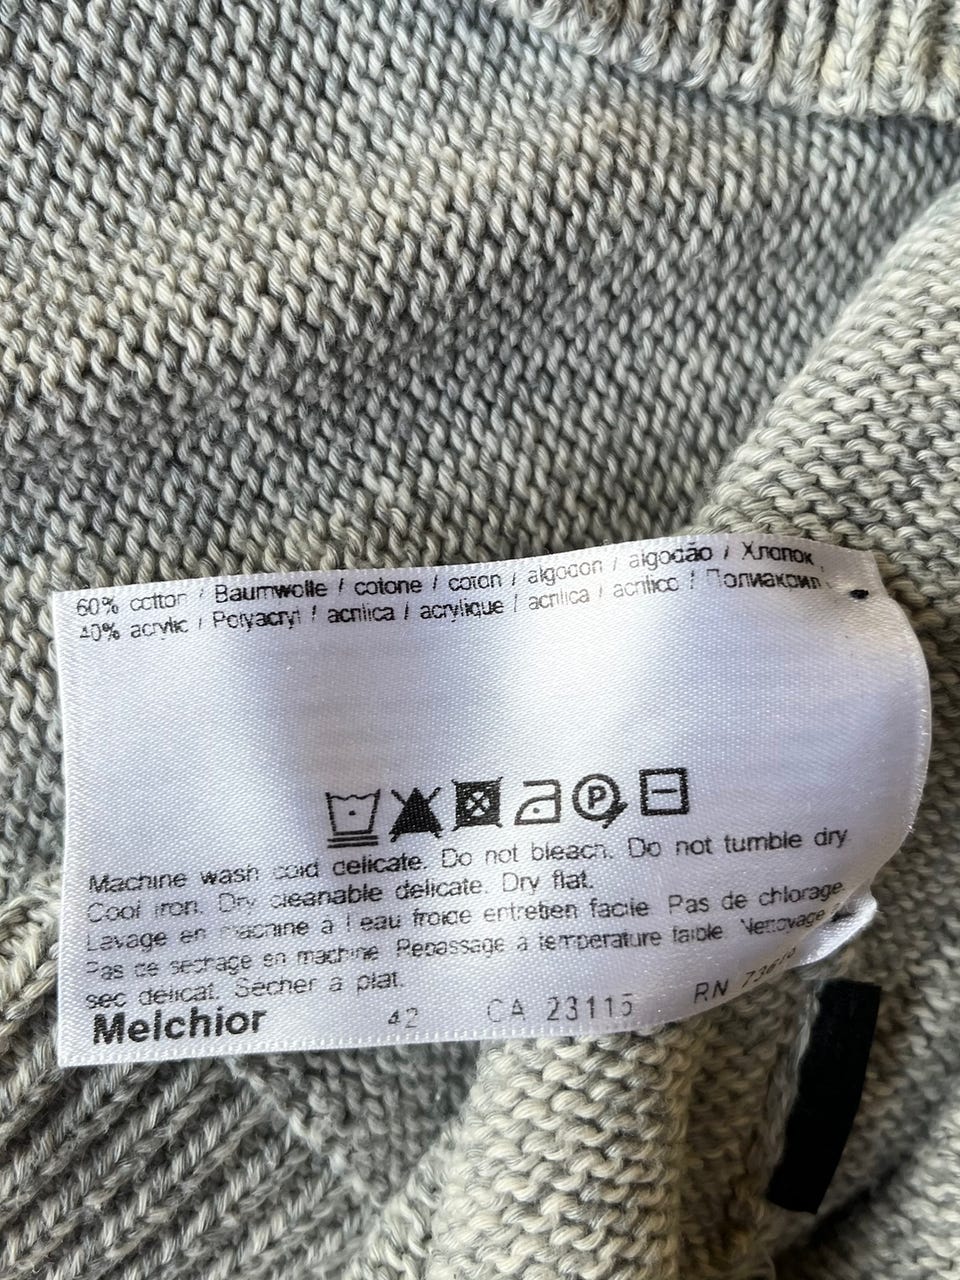 60% cotton / Baumwolle / cotone / coton / algodon / algodão / Хлопок
40% acrylic / Polyacryl / acrilica / acrylique / acrilica / acrilico / Полиакрил
P
Machine wash cold delicate. Do not bleach. Do not tumble dry
Cool iron. Dry cleanable delicate. Dry flat.
Lavage en machine à l eau froide entretien facile Pas de chlorage.
Pas de sechage en machine Repassage à temperature faible Nettoyage
sec delicat. Secher à plat.
Melchior 42 CA 23115 RN